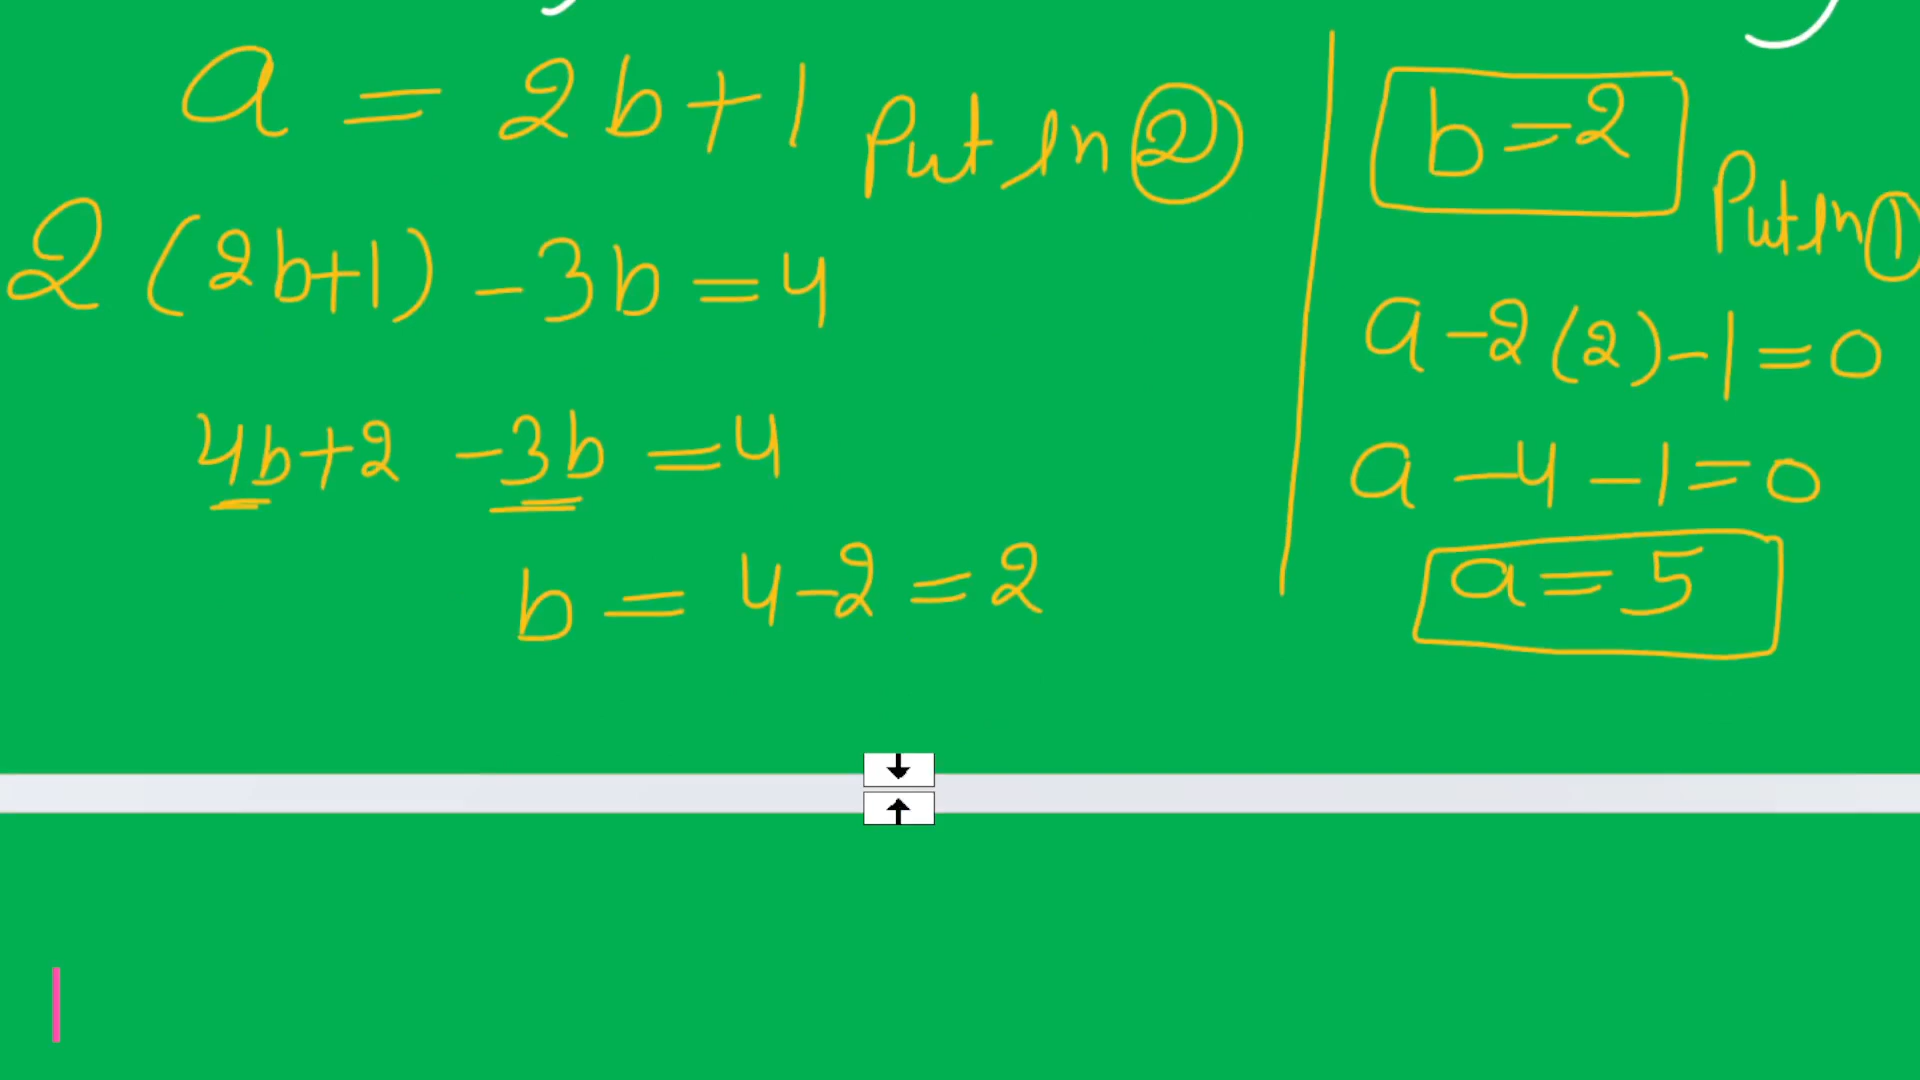 a = 2b+1 Put In ②
2(2b+1) -3b=4
4b+2 -3b =4
b = 4-2 = 2
b=2
Put In ①
a-2(2)-1=0
a-4-1=0
a=5